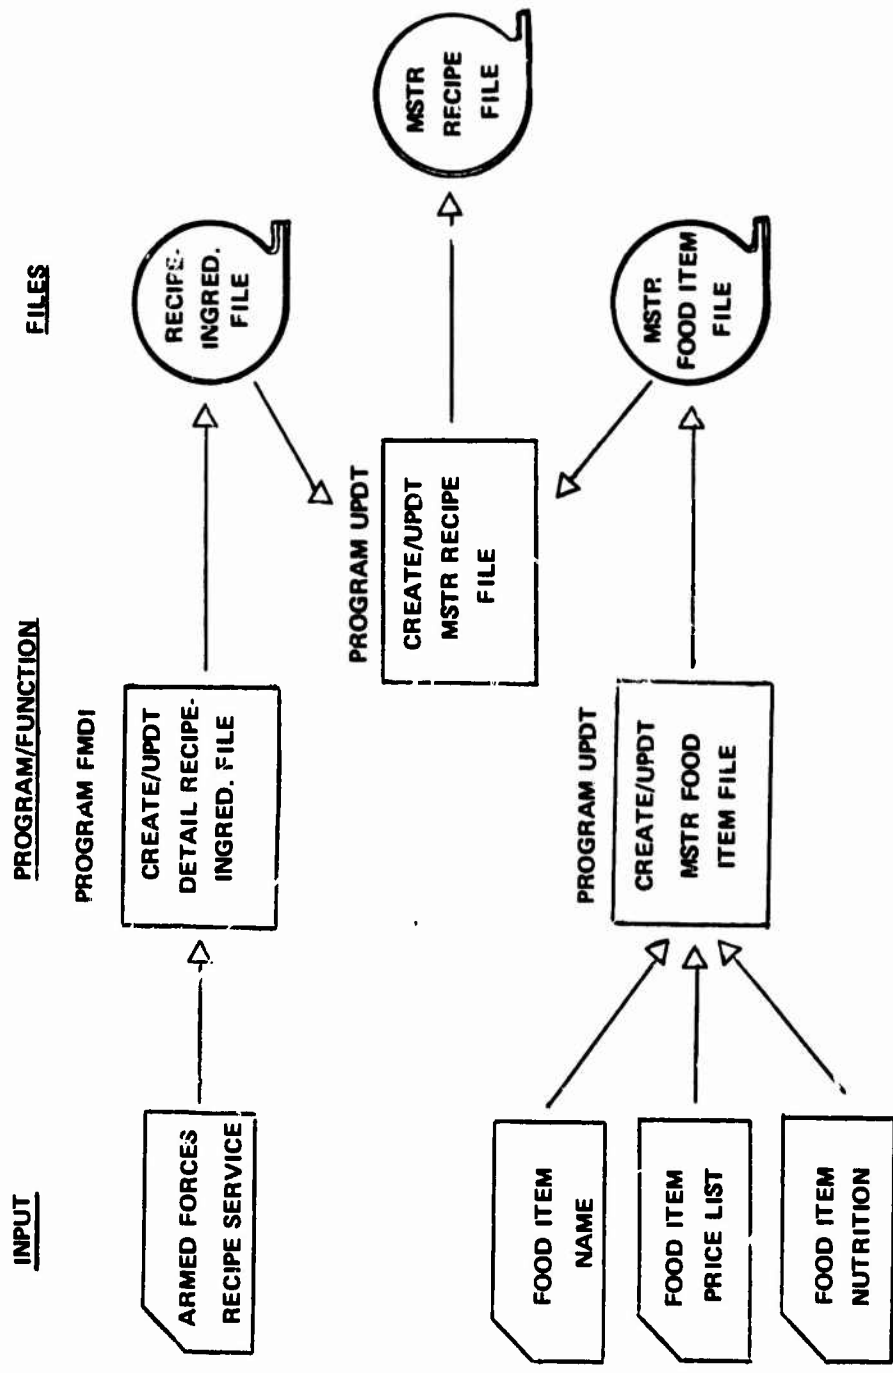 INPUT
PROGRAM/FUNCTION
FILES
PROGRAM FMDI
ARMED FORCES
RECIPE SERVICE
CREATE/UPDT
DETAIL RECIPE-
INGRED. FILE
RECIPE-
INGRED.
FILE
PROGRAM UPDT
CREATE/UPDT
MSTR RECIPE
FILE
MSTR
RECIPE
FILE
FOOD ITEM
NAME
FOOD ITEM
PRICE LIST
FOOD ITEM
NUTRITION
PROGRAM UPDT
CREATE/UPDT
MSTR FOOD
ITEM FILE
MSTR.
FOOD ITEM
FILE